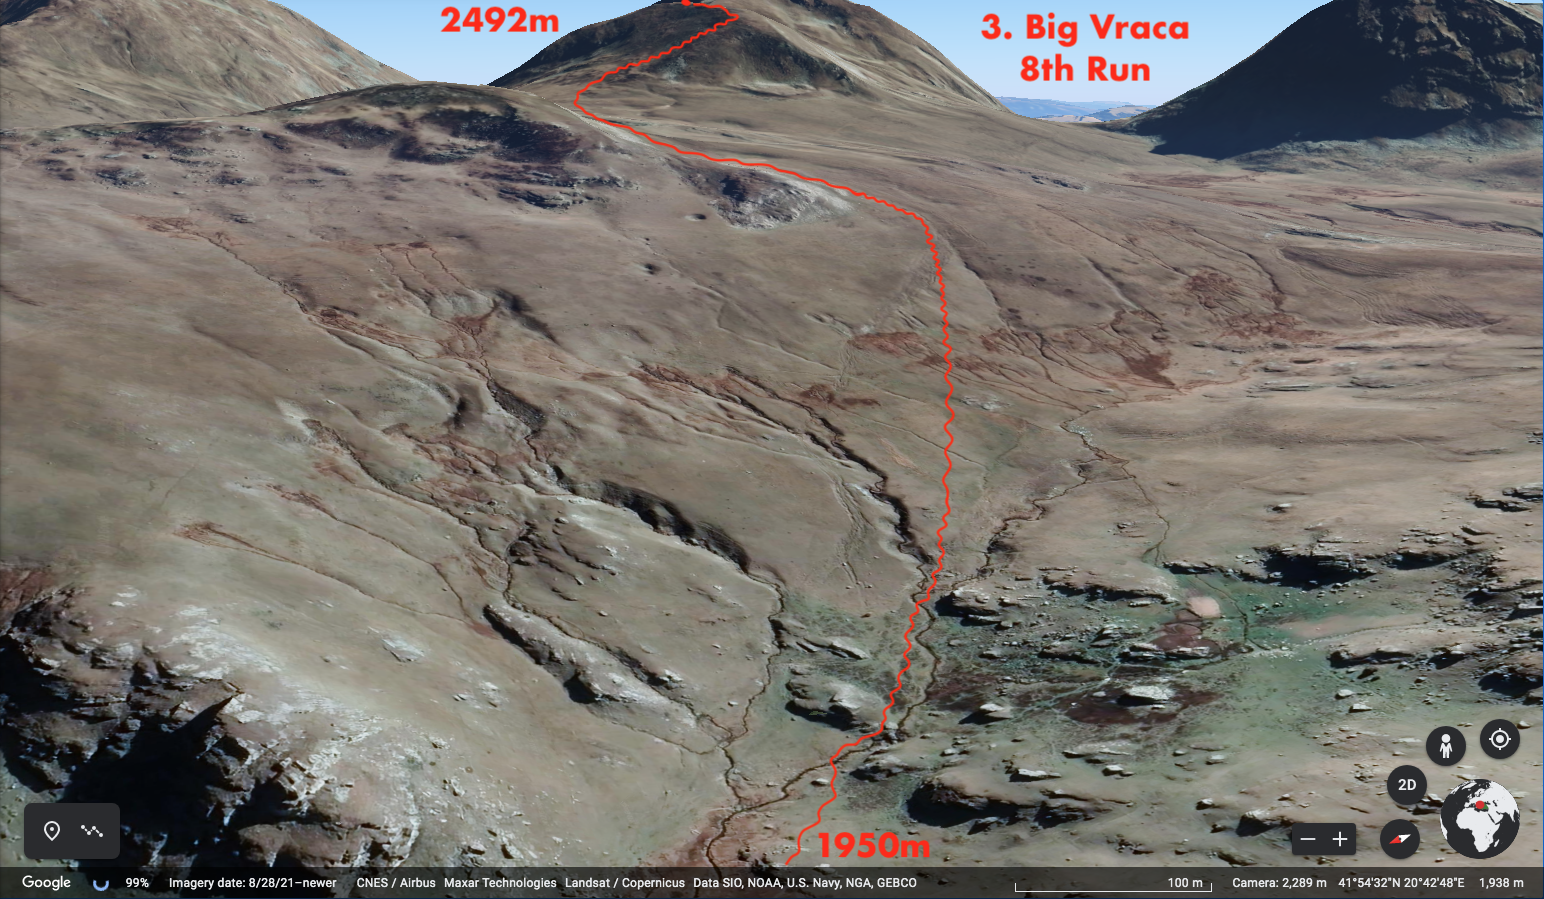 2492m
3. Big Vraca
8th Run
1950m
2D
100 m
Google
99%
Imagery date: 8/28/21–newer
CNES / Airbus Maxar Technologies Landsat / Copernicus Data SIO, NOAA, U.S. Navy, NGA, GEBCO
Camera: 2,289 m
41°54'32"N 20°42'48"E
1,938 m